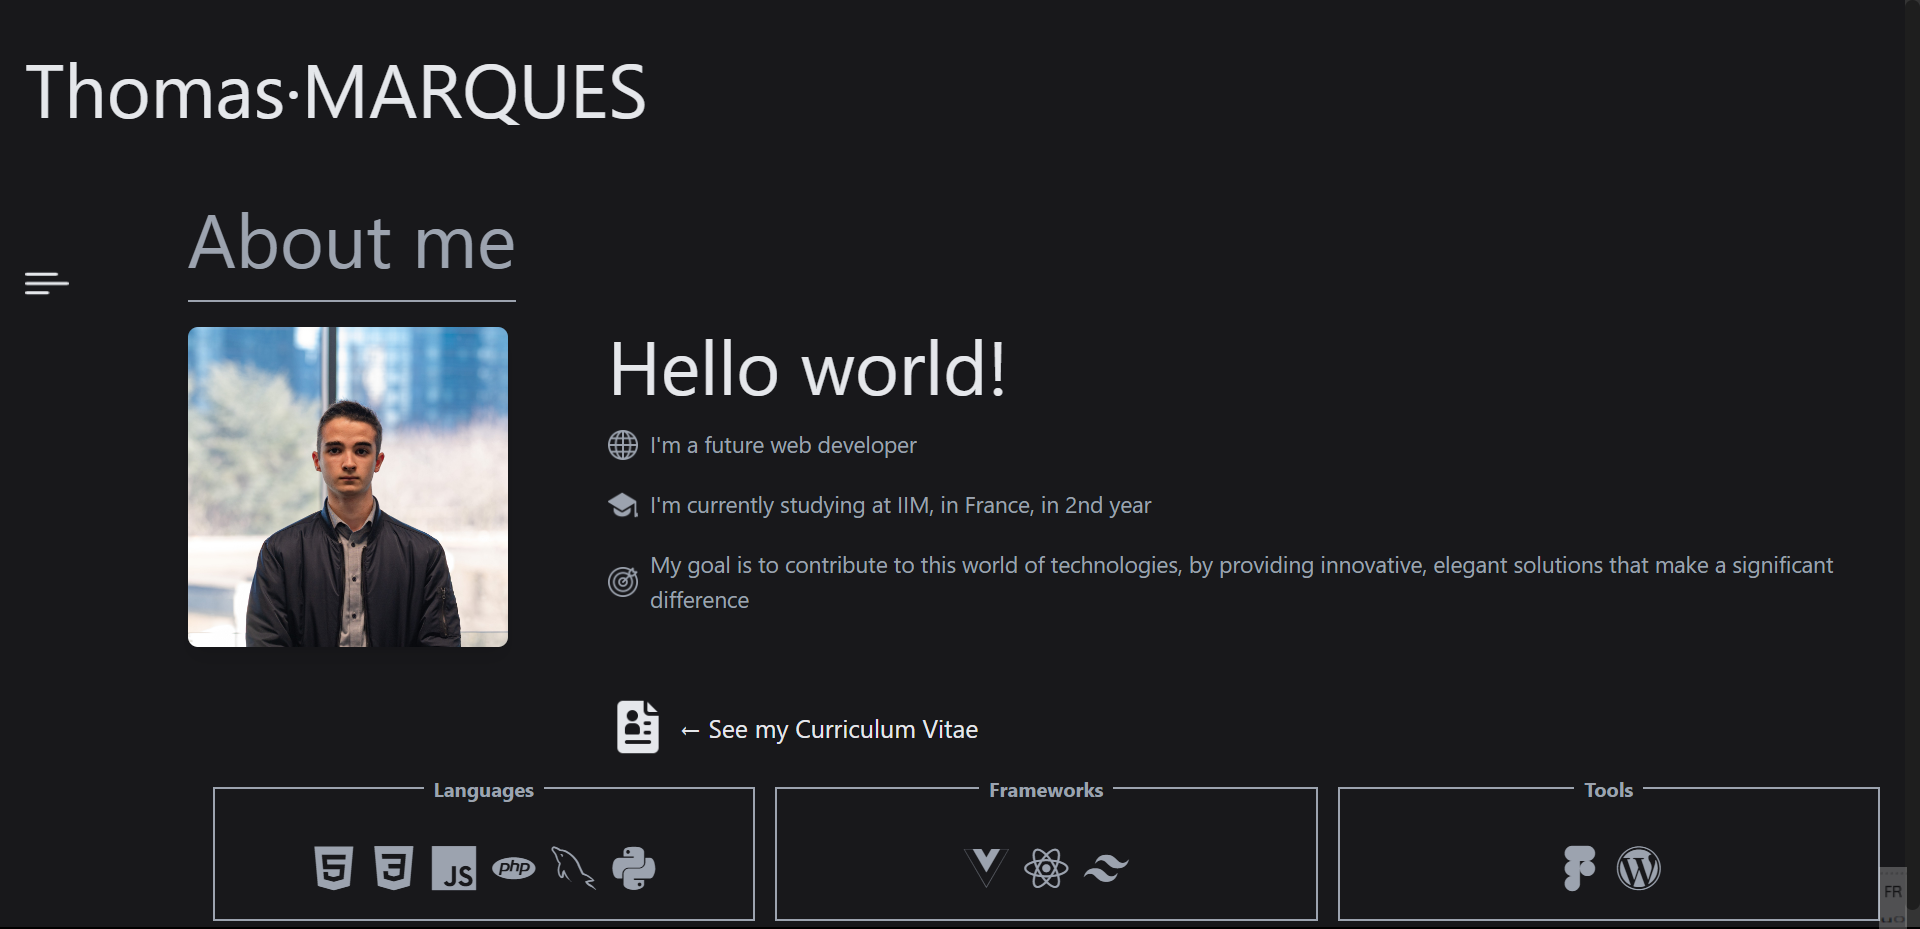 Thomas·MARQUES
About me
Hello world!
I'm a future web developer
I'm currently studying at IIM, in France, in 2nd year
My goal is to contribute to this world of technologies, by providing innovative, elegant solutions that make a significant
difference
← See my Curriculum Vitae
Languages
Frameworks
Tools
5
3
JS
php
FR